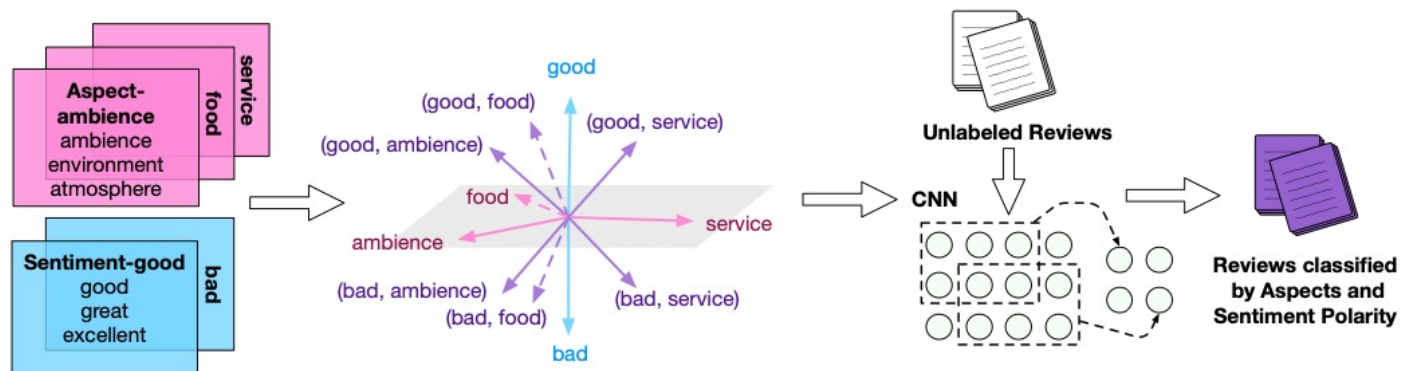 service
food
Aspect-
ambience
ambience
environment
atmosphere
bad
Sentiment-good
good
great
excellent
good
(good, food)
(good, service)
(good, ambience)
food
service
ambience
(bad, ambience)
(bad, service)
(bad, food)
bad
Unlabeled Reviews
CNN
Reviews classified
by Aspects and
Sentiment Polarity